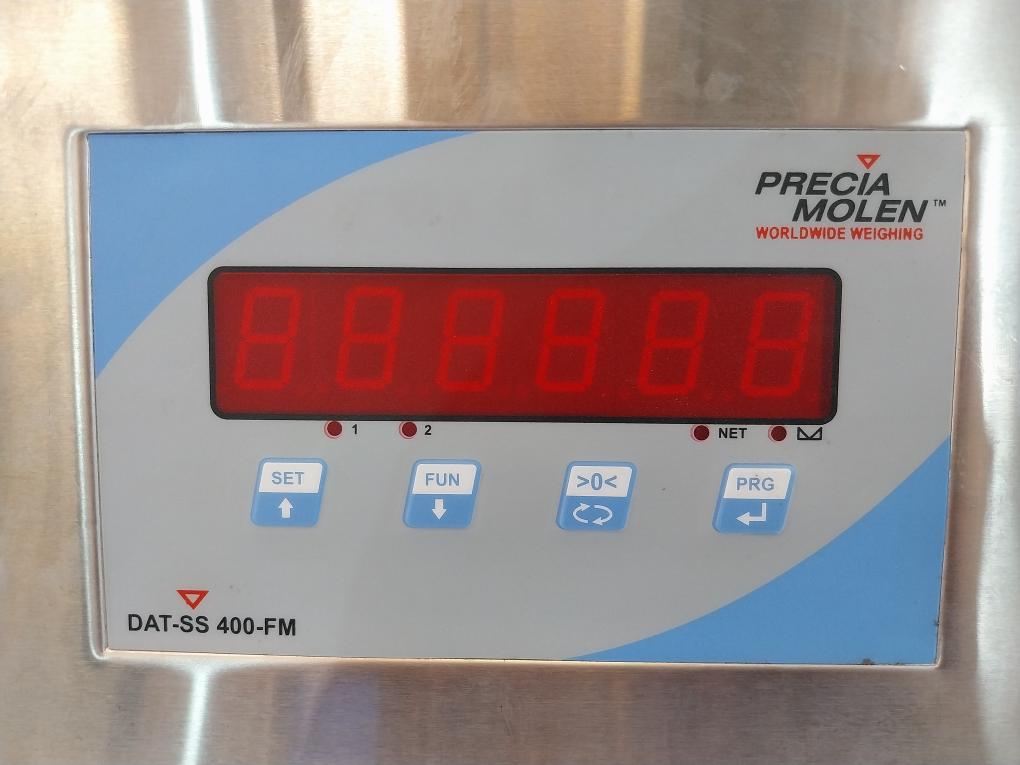 PRECIA
MOLEN™
WORLDWIDE WEIGHING
1 2 NET
SET FUN >0< PRG
DAT-SS 400-FM